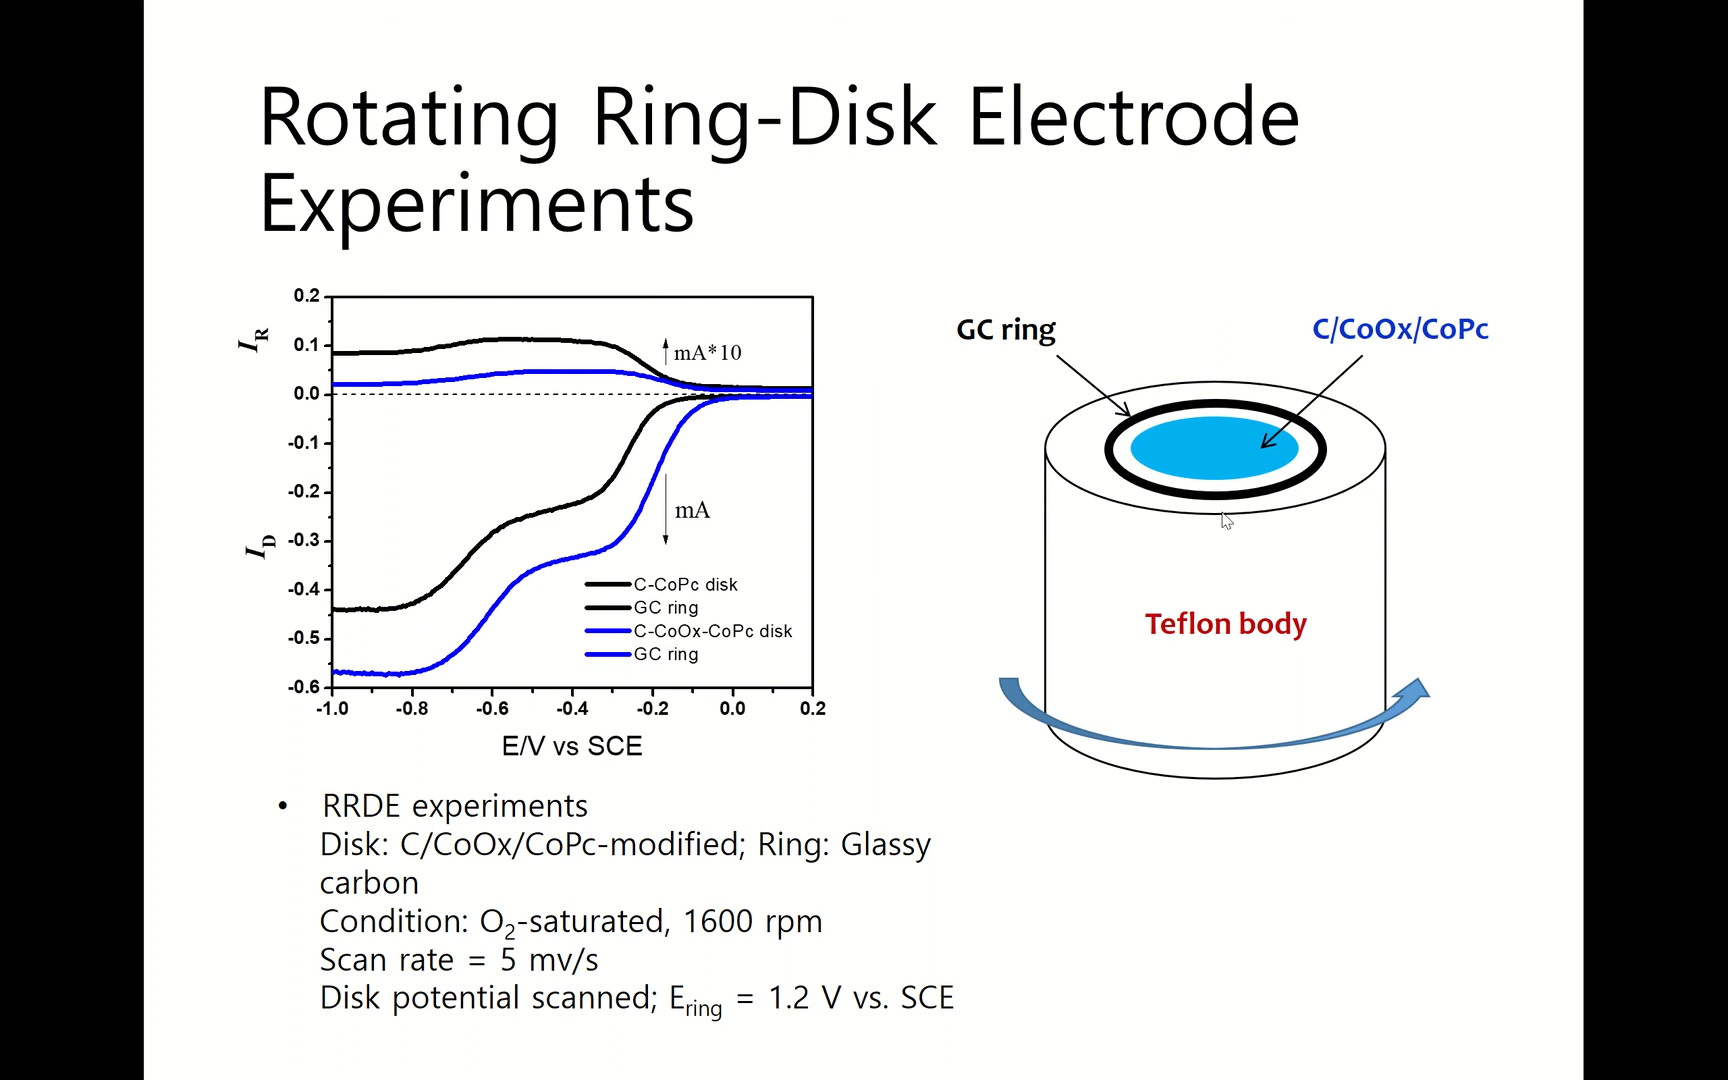 Rotating Ring-Disk Electrode
Experiments
0.2
0.1
0.0
-0.1
-0.2
-0.3
-0.4
-0.5
-0.6
I_R
I_D
mA*10
mA
C-CoPc disk
GC ring
C-CoOx-CoPc disk
GC ring
-1.0 -0.8 -0.6 -0.4 -0.2 0.0 0.2
E/V vs SCE
GC ring
C/CoOx/CoPc
Teflon body
• RRDE experiments
Disk: C/CoOx/CoPc-modified; Ring: Glassy
carbon
Condition: O₂-saturated, 1600 rpm
Scan rate = 5 mv/s
Disk potential scanned; E_ring = 1.2 V vs. SCE